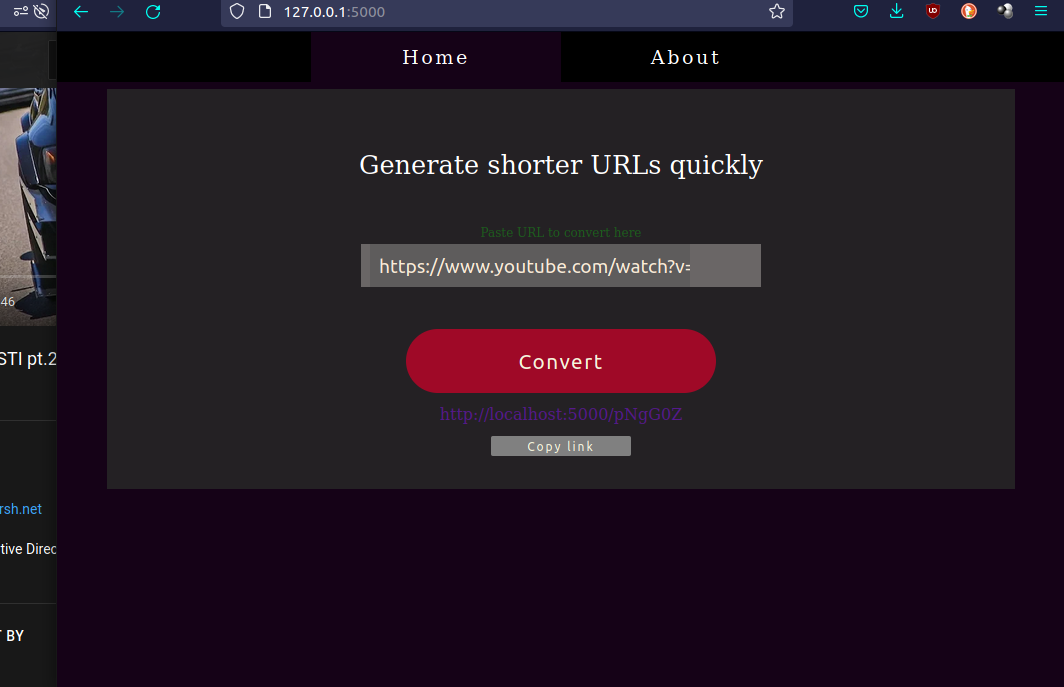 127.0.0.1:5000
Home About
Generate shorter URLs quickly
Paste URL to convert here
https://www.youtube.com/watch?v=
Convert
http://localhost:5000/pNgG0Z
Copy link
46
STI pt.2
rsh.net
tive Direc
BY